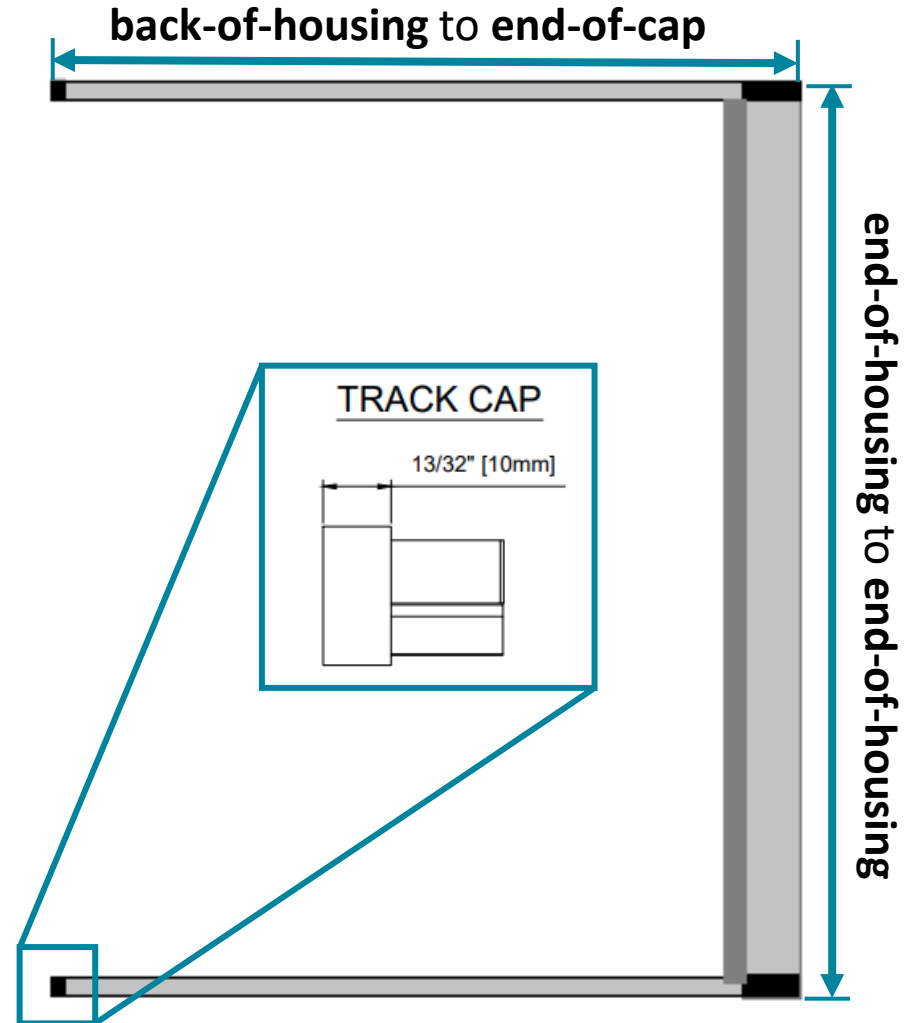 back-of-housing to end-of-cap
end-of-housing to end-of-housing
TRACK CAP
13/32" [10mm]